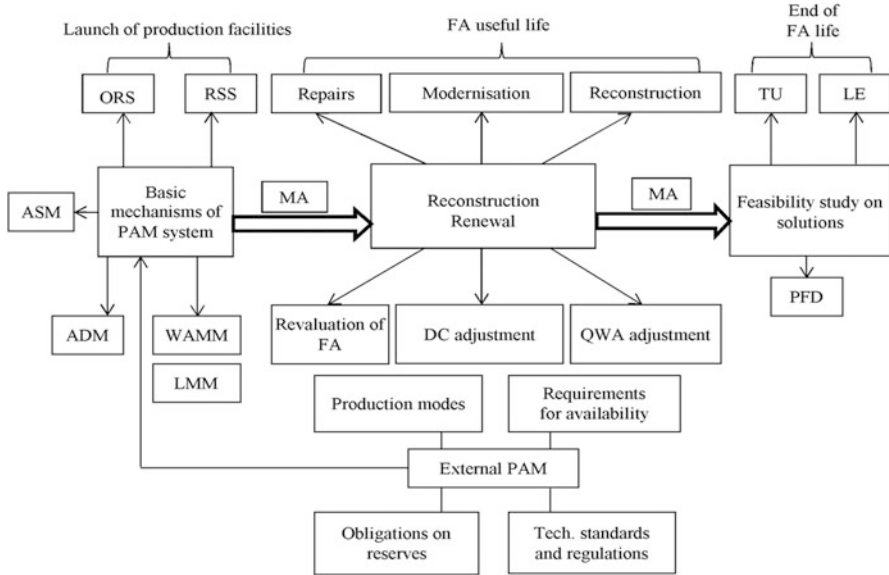 Launch of production facilities
FA useful life
End of
FA life
ORS
RSS
Repairs
Modernisation
Reconstruction
TU
LE
ASM
Basic
mechanisms of
PAM system
MA
Reconstruction
Renewal
MA
Feasibility study on
solutions
ADM
WAMM
LMM
Revaluation of
FA
DC adjustment
QWA adjustment
PFD
Production modes
Requirements
for availability
External PAM
Obligations on
reserves
Tech. standards
and regulations